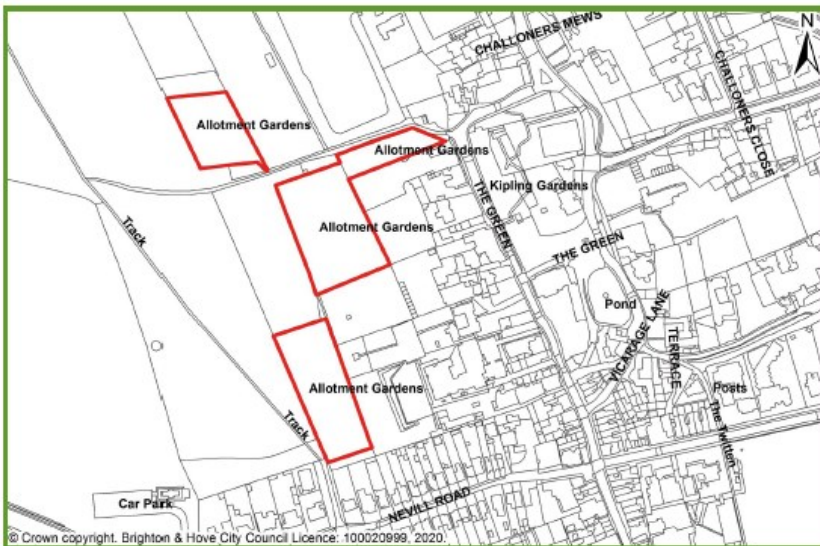 N
CHALLONERS MEWS
CHALLONERS CLOSE
Allotment Gardens
Allotment Gardens
Kipling Gardens
Track
Allotment Gardens
THE GREEN
THE GREEN
Pond
VICARAGE LANE
TERRACE
Allotment Gardens
Posts
Track
The Twitten
Car Park
NEVILL ROAD
© Crown copyright. Brighton & Hove City Council Licence: 100020999, 2020.